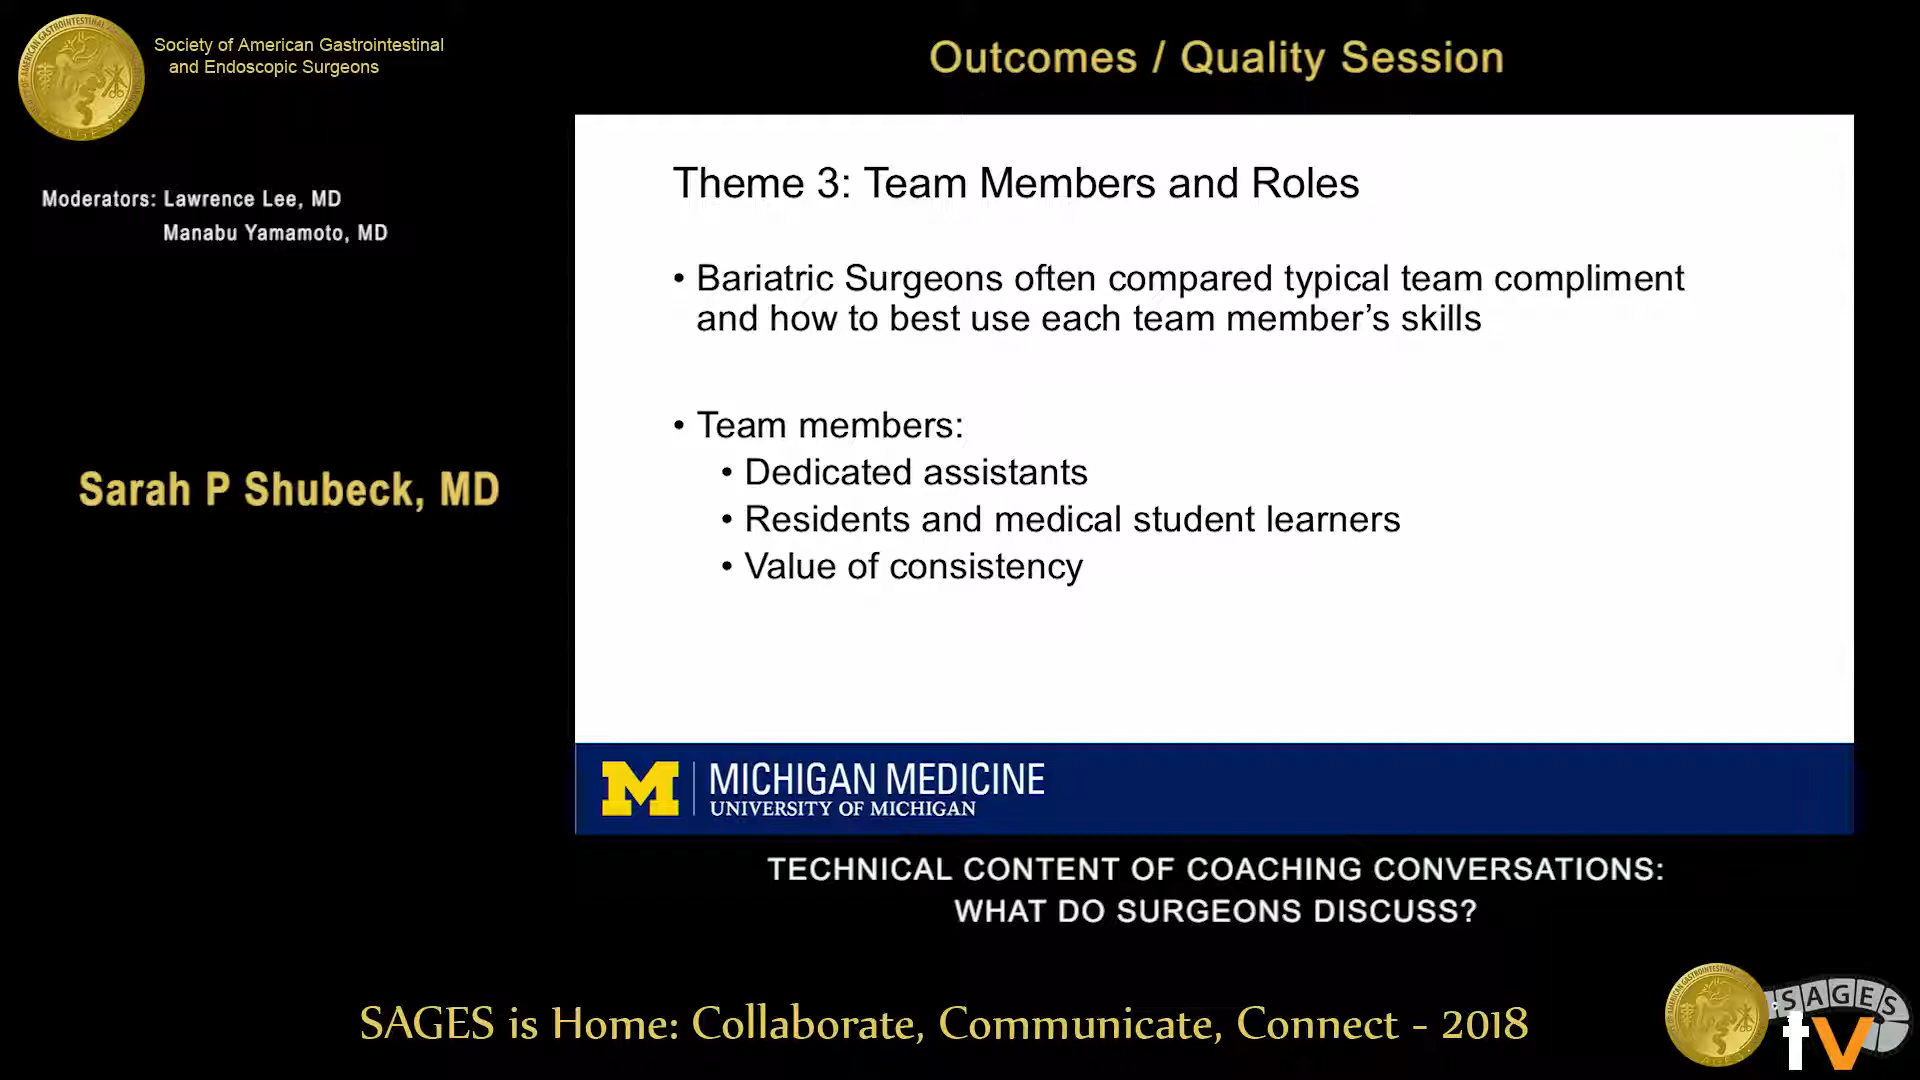 Society of American Gastrointestinal
and Endoscopic Surgeons
Outcomes / Quality Session
Moderators: Lawrence Lee, MD
Manabu Yamamoto, MD
Sarah P Shubeck, MD
Theme 3: Team Members and Roles
• Bariatric Surgeons often compared typical team compliment
and how to best use each team member’s skills
• Team members:
• Dedicated assistants
• Residents and medical student learners
• Value of consistency
M MICHIGAN MEDICINE
UNIVERSITY OF MICHIGAN
TECHNICAL CONTENT OF COACHING CONVERSATIONS:
WHAT DO SURGEONS DISCUSS?
SAGES is Home: Collaborate, Communicate, Connect - 2018
SAGES
tv